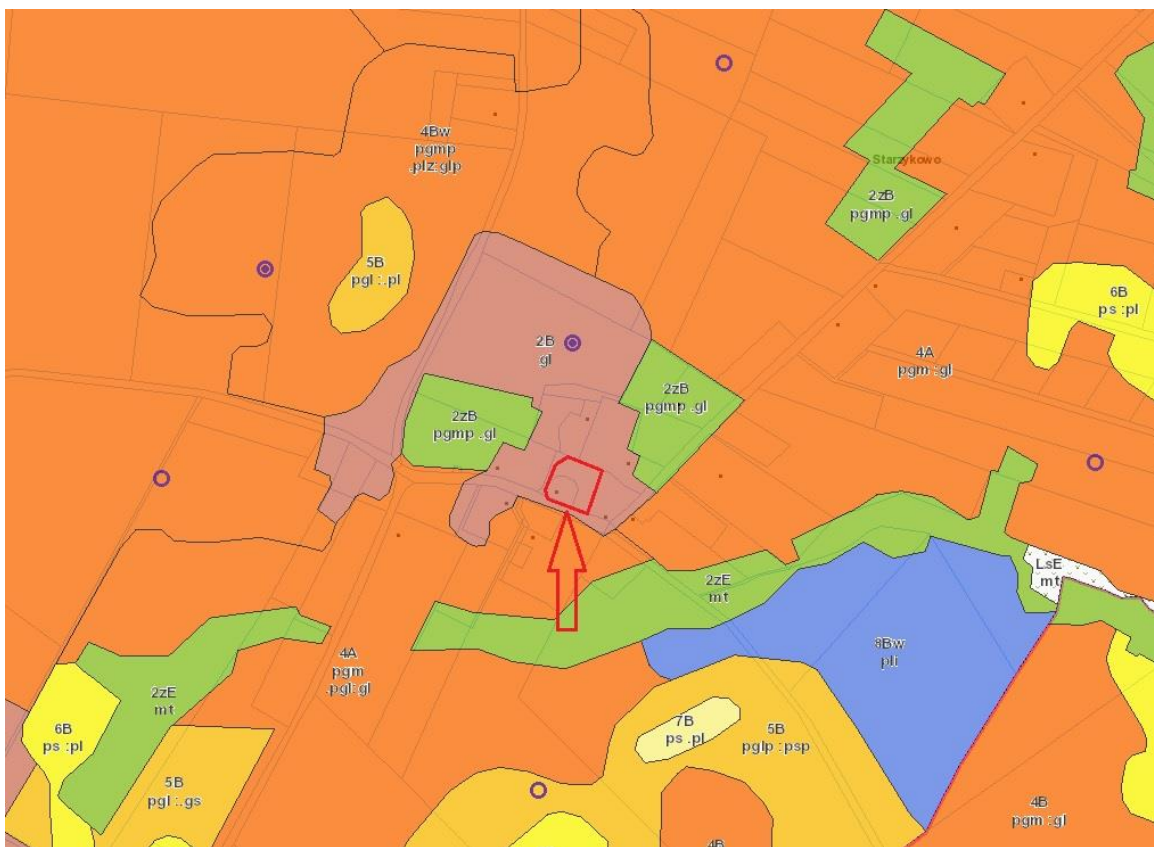 4Bw
pgmp
.plz:glp
Starzykowo
2zB
pgmp .gl
5B
pgl :.pl
6B
ps :pl
2B
gl
4A
pgm :gl
2zB
pgmp .gl
2zB
pgmp .gl
LsE
mt
2zE
mt
8Bw
pli
4A
pgm
.pgl:gl
2zE
mt
6B
ps :pl
7B
ps .pl
5B
pglp :psp
5B
pgl :.gs
4B
pgm :gl
4B